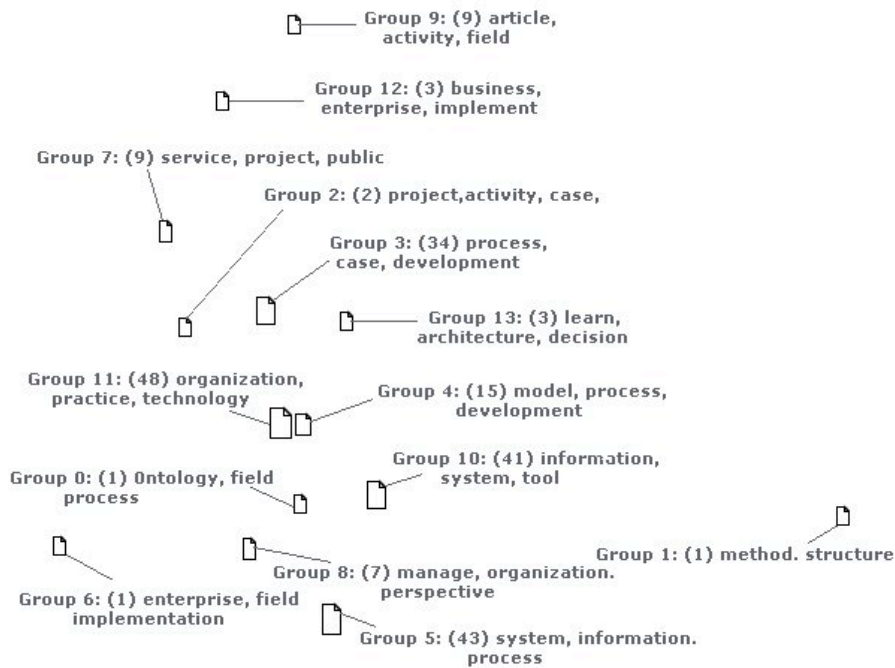 Group 9: (9) article,
activity, field
Group 12: (3) business,
enterprise, implement
Group 7: (9) service, project, public
Group 2: (2) project,activity, case,
Group 3: (34) process,
case, development
Group 13: (3) learn,
architecture, decision
Group 11: (48) organization,
practice, technology
Group 4: (15) model, process,
development
Group 10: (41) information,
system, tool
Group 0: (1) 0ntology, field
process
Group 1: (1) method. structure
Group 8: (7) manage, organization.
perspective
Group 6: (1) enterprise, field
implementation
Group 5: (43) system, information.
process